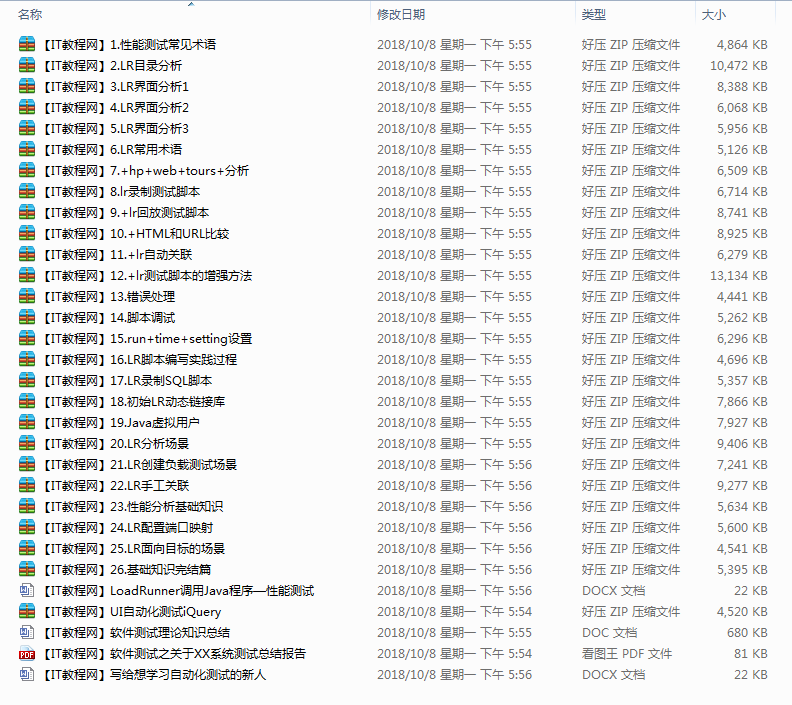 名称 修改日期 类型 大小
【IT教程网】1.性能测试常见术语 2018/10/8 星期一 下午 5:55 好压 ZIP 压缩文件 4,864 KB
【IT教程网】2.LR目录分析 2018/10/8 星期一 下午 5:55 好压 ZIP 压缩文件 10,472 KB
【IT教程网】3.LR界面分析1 2018/10/8 星期一 下午 5:55 好压 ZIP 压缩文件 8,388 KB
【IT教程网】4.LR界面分析2 2018/10/8 星期一 下午 5:55 好压 ZIP 压缩文件 6,068 KB
【IT教程网】5.LR界面分析3 2018/10/8 星期一 下午 5:55 好压 ZIP 压缩文件 5,956 KB
【IT教程网】6.LR常用术语 2018/10/8 星期一 下午 5:55 好压 ZIP 压缩文件 5,126 KB
【IT教程网】7.+hp+web+tours+分析 2018/10/8 星期一 下午 5:55 好压 ZIP 压缩文件 6,509 KB
【IT教程网】8.lr录制测试脚本 2018/10/8 星期一 下午 5:55 好压 ZIP 压缩文件 6,714 KB
【IT教程网】9.+lr回放测试脚本 2018/10/8 星期一 下午 5:55 好压 ZIP 压缩文件 8,741 KB
【IT教程网】10.+HTML和URL比较 2018/10/8 星期一 下午 5:55 好压 ZIP 压缩文件 8,925 KB
【IT教程网】11.+lr自动关联 2018/10/8 星期一 下午 5:55 好压 ZIP 压缩文件 6,279 KB
【IT教程网】12.+lr测试脚本的增强方法 2018/10/8 星期一 下午 5:55 好压 ZIP 压缩文件 13,134 KB
【IT教程网】13.错误处理 2018/10/8 星期一 下午 5:55 好压 ZIP 压缩文件 4,441 KB
【IT教程网】14.脚本调试 2018/10/8 星期一 下午 5:55 好压 ZIP 压缩文件 5,262 KB
【IT教程网】15.run+time+setting设置 2018/10/8 星期一 下午 5:55 好压 ZIP 压缩文件 6,296 KB
【IT教程网】16.LR脚本编写实践过程 2018/10/8 星期一 下午 5:55 好压 ZIP 压缩文件 4,696 KB
【IT教程网】17.LR录制SQL脚本 2018/10/8 星期一 下午 5:55 好压 ZIP 压缩文件 5,357 KB
【IT教程网】18.初始LR动态链接库 2018/10/8 星期一 下午 5:55 好压 ZIP 压缩文件 7,866 KB
【IT教程网】19.Java虚拟用户 2018/10/8 星期一 下午 5:55 好压 ZIP 压缩文件 7,927 KB
【IT教程网】20.LR分析场景 2018/10/8 星期一 下午 5:55 好压 ZIP 压缩文件 9,406 KB
【IT教程网】21.LR创建负载测试场景 2018/10/8 星期一 下午 5:56 好压 ZIP 压缩文件 7,241 KB
【IT教程网】22.LR手工关联 2018/10/8 星期一 下午 5:56 好压 ZIP 压缩文件 9,277 KB
【IT教程网】23.性能分析基础知识 2018/10/8 星期一 下午 5:56 好压 ZIP 压缩文件 5,634 KB
【IT教程网】24.LR配置端口映射 2018/10/8 星期一 下午 5:56 好压 ZIP 压缩文件 5,600 KB
【IT教程网】25.LR面向目标的场景 2018/10/8 星期一 下午 5:56 好压 ZIP 压缩文件 4,541 KB
【IT教程网】26.基础知识完结篇 2018/10/8 星期一 下午 5:56 好压 ZIP 压缩文件 5,395 KB
【IT教程网】LoadRunner调用Java程序—性能测试 2018/10/8 星期一 下午 5:56 DOCX 文档 22 KB
【IT教程网】UI自动化测试iQuery 2018/10/8 星期一 下午 5:54 好压 ZIP 压缩文件 4,520 KB
【IT教程网】软件测试理论知识总结 2018/10/8 星期一 下午 5:55 DOC 文档 680 KB
【IT教程网】软件测试之关于XX系统测试总结报告 2018/10/8 星期一 下午 5:54 看图王 PDF 文件 81 KB
【IT教程网】写给想学习自动化测试的新人 2018/10/8 星期一 下午 5:56 DOCX 文档 22 KB